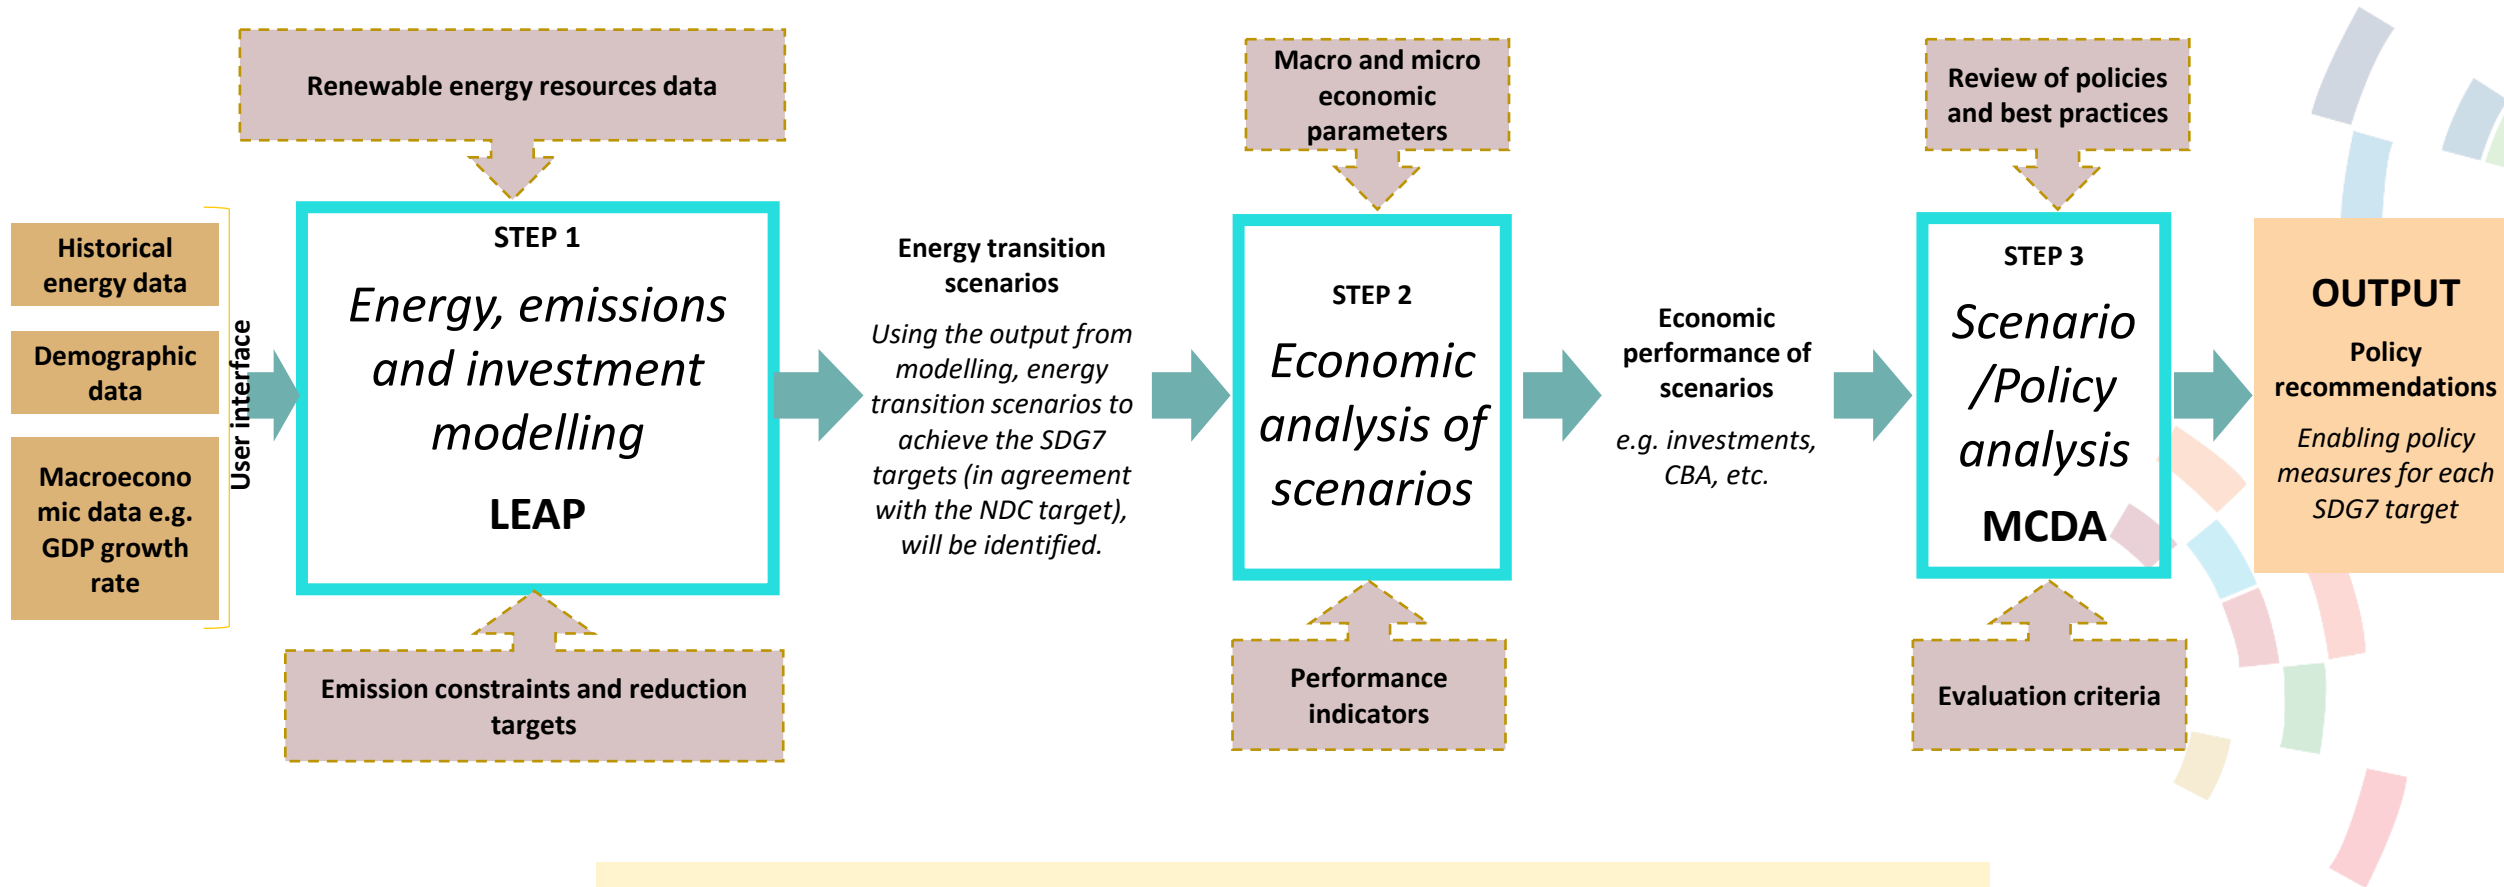 Renewable energy resources data
Macro and micro
economic
parameters
Review of policies
and best practices
Historical
energy data
Demographic
data
Macroecono
mic data e.g.
GDP growth
rate
User interface
STEP 1
Energy, emissions
and investment
modelling
LEAP
Energy transition
scenarios
Using the output from
modelling, energy
transition scenarios to
achieve the SDG7
targets (in agreement
with the NDC target),
will be identified.
STEP 2
Economic
analysis of
scenarios
Economic
performance of
scenarios
e.g. investments,
CBA, etc.
STEP 3
Scenario
/Policy
analysis
MCDA
OUTPUT
Policy
recommendations
Enabling policy
measures for each
SDG7 target
Emission constraints and reduction
targets
Performance
indicators
Evaluation criteria